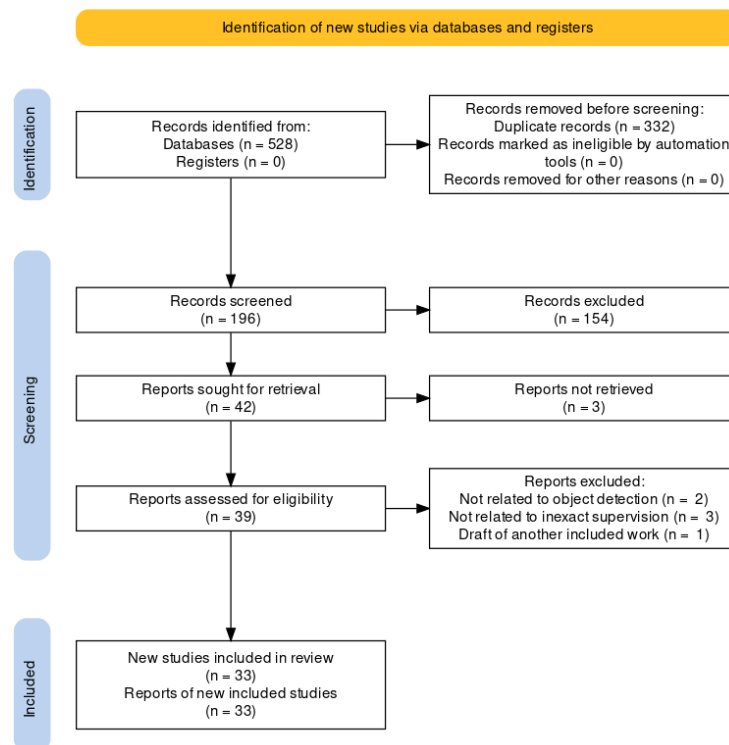 Identification of new studies via databases and registers
Identification
Records identified from:
Databases (n = 528)
Registers (n = 0)
Records removed before screening:
Duplicate records (n = 332)
Records marked as ineligible by automation
tools (n = 0)
Records removed for other reasons (n = 0)
Screening
Records screened
(n = 196)
Records excluded
(n = 154)
Reports sought for retrieval
(n = 42)
Reports not retrieved
(n = 3)
Reports assessed for eligibility
(n = 39)
Reports excluded:
Not related to object detection (n = 2)
Not related to inexact supervision (n = 3)
Draft of another included work (n = 1)
Included
New studies included in review
(n = 33)
Reports of new included studies
(n = 33)